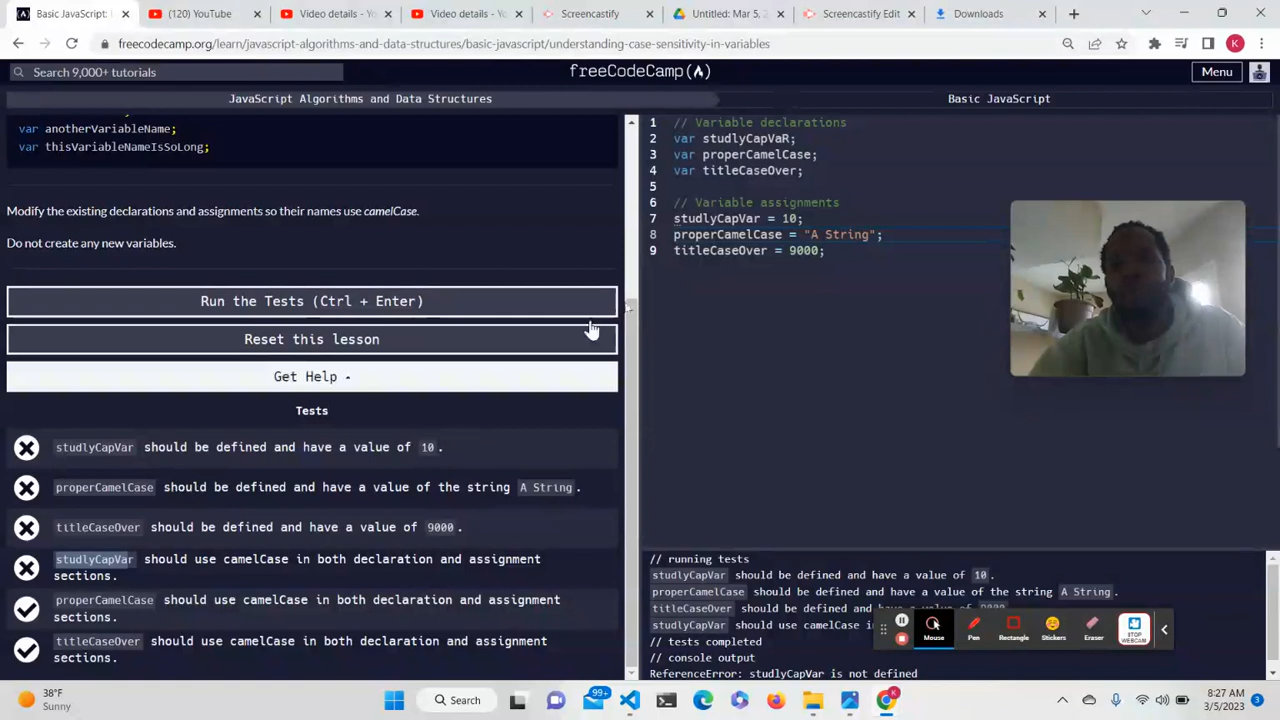 Basic JavaScript:
(120) YouTube
Video details - Yo
Video details - Yo
Screencastify
Untitled: Mar 5, 2
Screencastify Edit
Downloads
freecodecamp.org/learn/javascript-algorithms-and-data-structures/basic-javascript/understanding-case-sensitivity-in-variables
K
Search 9,000+ tutorials
freeCodeCamp
Menu
JavaScript Algorithms and Data Structures
Basic JavaScript
var anotherVariableName;
var thisVariableNameIsSoLong;
Modify the existing declarations and assignments so their names use camelCase.
Do not create any new variables.
Run the Tests (Ctrl + Enter)
Reset this lesson
Get Help
Tests
studlyCapVar should be defined and have a value of 10.
properCamelCase should be defined and have a value of the string A String.
titleCaseOver should be defined and have a value of 9000.
studlyCapVar should use camelCase in both declaration and assignment
sections.
properCamelCase should use camelCase in both declaration and assignment
sections.
titleCaseOver should use camelCase in both declaration and assignment
sections.
1 // Variable declarations
2 var studlyCapVaR;
3 var properCamelCase;
4 var titleCaseOver;
5
6 // Variable assignments
7 studlyCapVar = 10;
8 properCamelCase = "A String";
9 titleCaseOver = 9000;
// running tests
studlyCapVar should be defined and have a value of 10.
properCamelCase should be defined and have a value of the string A String.
titleCaseOver should be defined and have a value of 9000.
studlyCapVar should use camelCase i
// tests completed
// console output
ReferenceError: studlyCapVar is not defined
Mouse
Pen
Rectangle
Stickers
Eraser
STOP
WEBCAM
38°F
Sunny
Search
99+
K
8:27 AM
3/5/2023
3